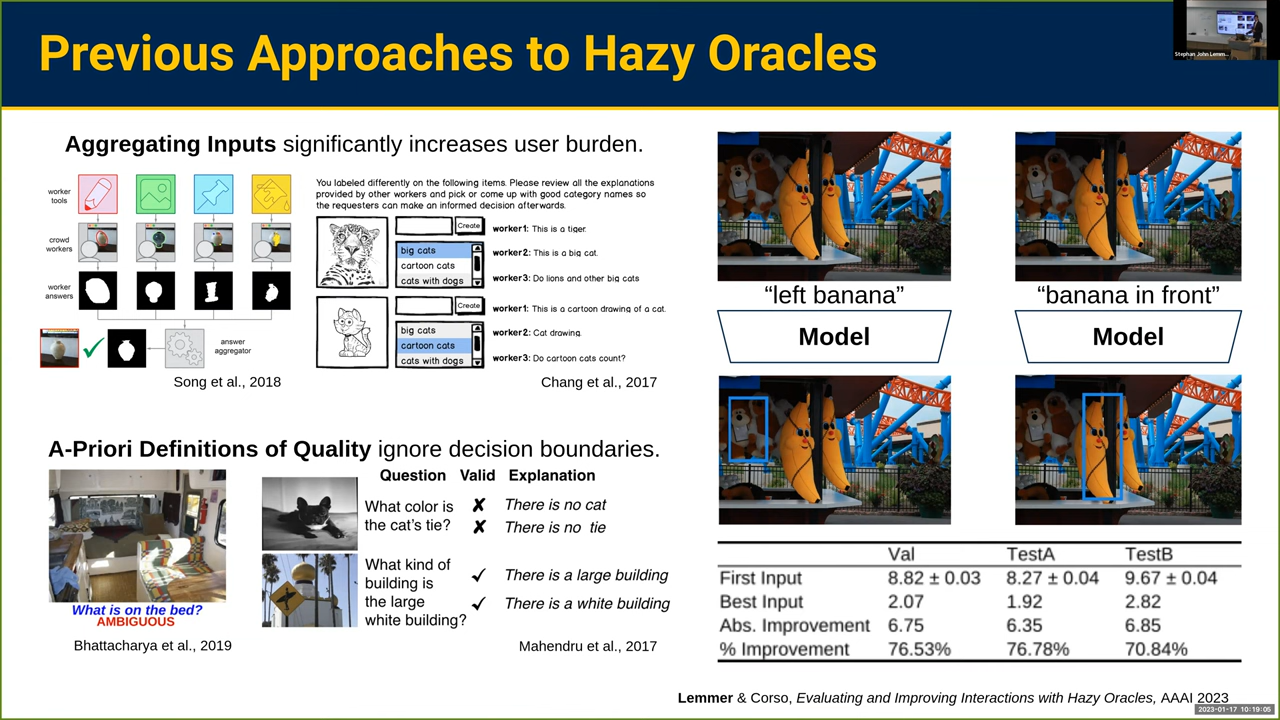 Previous Approaches to Hazy Oracles
Stephan John Lemm...
Aggregating Inputs significantly increases user burden.
worker
tools
crowd
workers
worker
answers
answer
aggregator
Song et al., 2018
You labeled differently on the following items. Please review all the explanations
provided by other workers and pick or come up with good category names so
the requesters can make an informed decision afterwards.
Create
big cats
cartoon cats
cats with dogs
worker1: This is a tiger.
worker2: This is a big cat.
worker3: Do lions and other big cats
Create
big cats
cartoon cats
cats with dogs
worker1: This is a cartoon drawing of a cat.
worker2: Cat drawing.
worker3: Do cartoon cats count?
Chang et al., 2017
A-Priori Definitions of Quality ignore decision boundaries.
What is on the bed?
AMBIGUOUS
Bhattacharya et al., 2019
Question Valid Explanation
What color is
the cat's tie?
✗ There is no cat
✗ There is no tie
What kind of
building is
the large
white building?
✓ There is a large building
✓ There is a white building
Mahendru et al., 2017
“left banana”
Model
“banana in front”
Model
Val TestA TestB
First Input 8.82 ± 0.03 8.27 ± 0.04 9.67 ± 0.04
Best Input 2.07 1.92 2.82
Abs. Improvement 6.75 6.35 6.85
% Improvement 76.53% 76.78% 70.84%
Lemmer & Corso, Evaluating and Improving Interactions with Hazy Oracles, AAAI 2023
2023-01-17 10:19:05